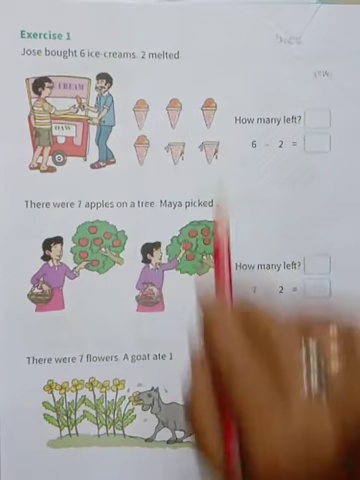 Exercise 1
Jose bought 6 ice-creams. 2 melted.
CREAM
How many left?
6 - 2 =
There were 7 apples on a tree. Maya picked
How many left?
7 2 =
There were 7 flowers. A goat ate 1